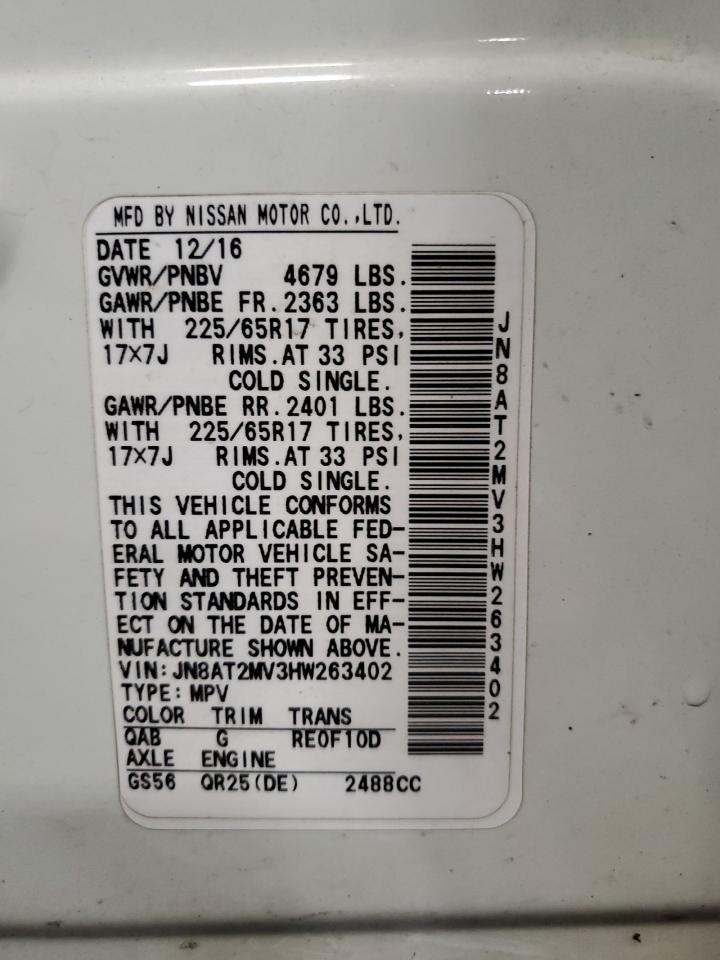 MFD BY NISSAN MOTOR CO.,LTD.
DATE 12/16
GVWR/PNBV 4679 LBS.
GAWR/PNBE FR.2363 LBS.
WITH 225/65R17 TIRES,
17×7J RIMS.AT 33 PSI
COLD SINGLE.
GAWR/PNBE RR.2401 LBS.
WITH 225/65R17 TIRES,
17×7J RIMS.AT 33 PSI
COLD SINGLE.
THIS VEHICLE CONFORMS
TO ALL APPLICABLE FED-
ERAL MOTOR VEHICLE SA-
FETY AND THEFT PREVEN-
TION STANDARDS IN EFF-
ECT ON THE DATE OF MA-
NUFACTURE SHOWN ABOVE.
VIN:JN8AT2MV3HW263402
TYPE:MPV
COLOR TRIM TRANS
QAB G RE0F10D
AXLE ENGINE
GS56 QR25(DE) 2488CC
JN8AT2MV3HW263402